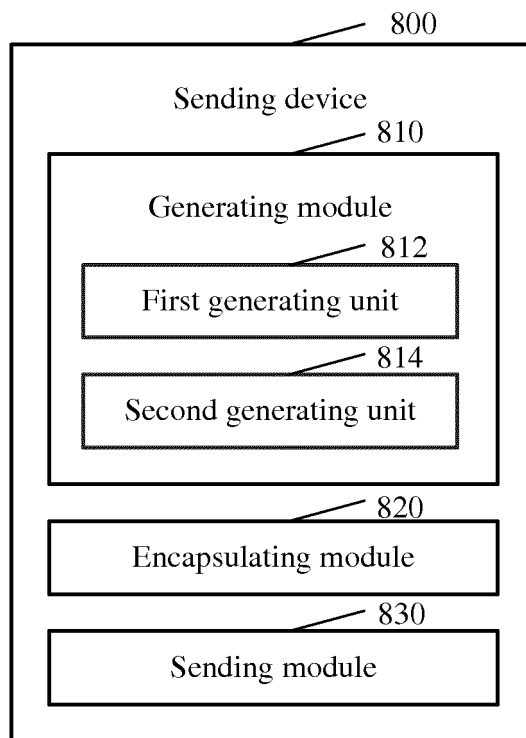 800
Sending device
810
Generating module
812
First generating unit
814
Second generating unit
820
Encapsulating module
830
Sending module